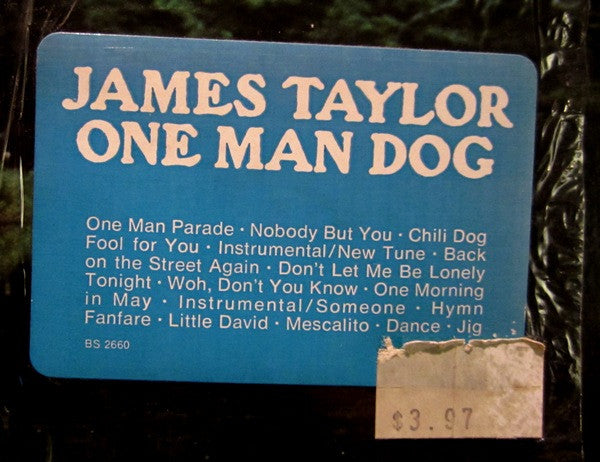 JAMES TAYLOR
ONE MAN DOG
One Man Parade · Nobody But You · Chili Dog
Fool for You · Instrumental/New Tune · Back
on the Street Again · Don't Let Me Be Lonely
Tonight · Woh, Don't You Know · One Morning
in May · Instrumental/Someone · Hymn
Fanfare · Little David · Mescalito · Dance · Jig
BS 2660
$3.97